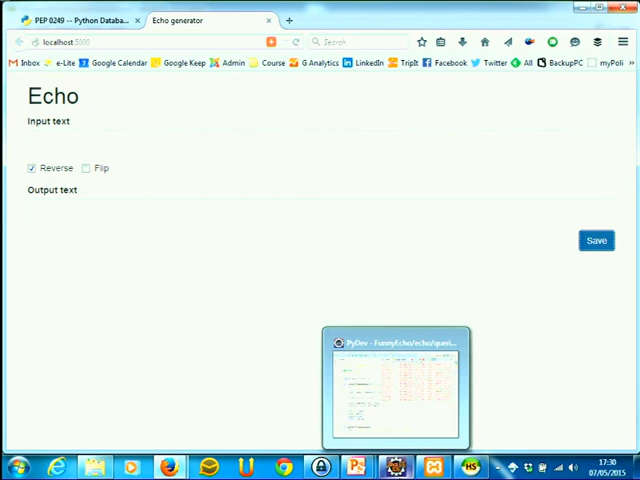 PEP 0249 -- Python Databa...
Echo generator
localhost:5000
Search
Inbox
e-Lite
Google Calendar
Google Keep
Admin
Course
G Analytics
LinkedIn
TripIt
Facebook
Twitter
All
BackupPC
myPoli
Echo
Input text
Reverse
Flip
Output text
Save
PyDev - FunnyEcho/echo/queri...
HS
17:30
07/05/2015